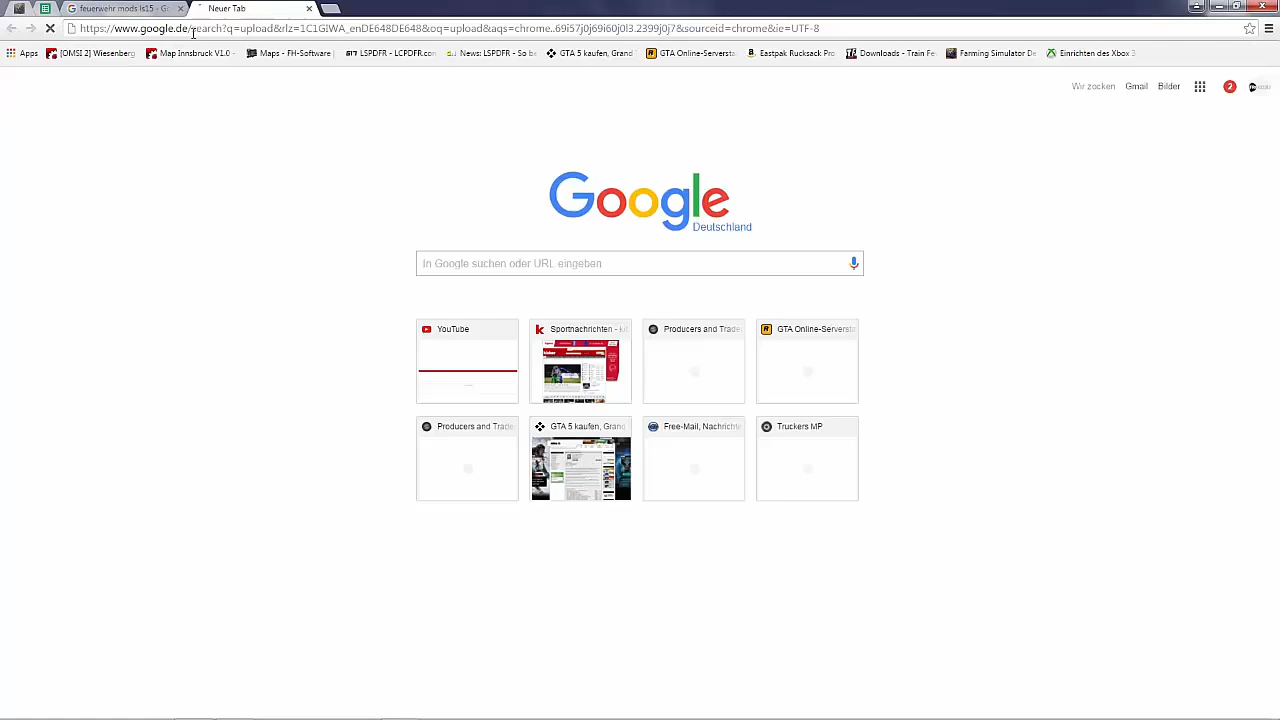 feuerwehr mods ls15 - Go
Neuer Tab
https://www.google.de/search?q=upload&rlz=1C1GIWA_enDE648DE648&oq=upload&aqs=chrome..69i57j0j69i60j0l3.2399j0j7&sourceid=chrome&ie=UTF-8
Apps [OMSI 2] Wiesenberg Map Innsbruck V1.0 - Maps - FH-Software LSPDFR - LCPDFR.com News: LSPDFR - So be GTA 5 kaufen, Grand GTA Online-Serverst Eastpak Rucksack Pro Downloads - Train Fe Farming Simulator De Einrichten des Xbox 3
Wir zocken Gmail Bilder 2
Google
Deutschland
In Google suchen oder URL eingeben
YouTube Sportnachrichten - ki Producers and Trade GTA Online-Serversta
Producers and Trade GTA 5 kaufen, Grand Free-Mail, Nachrichte Truckers MP